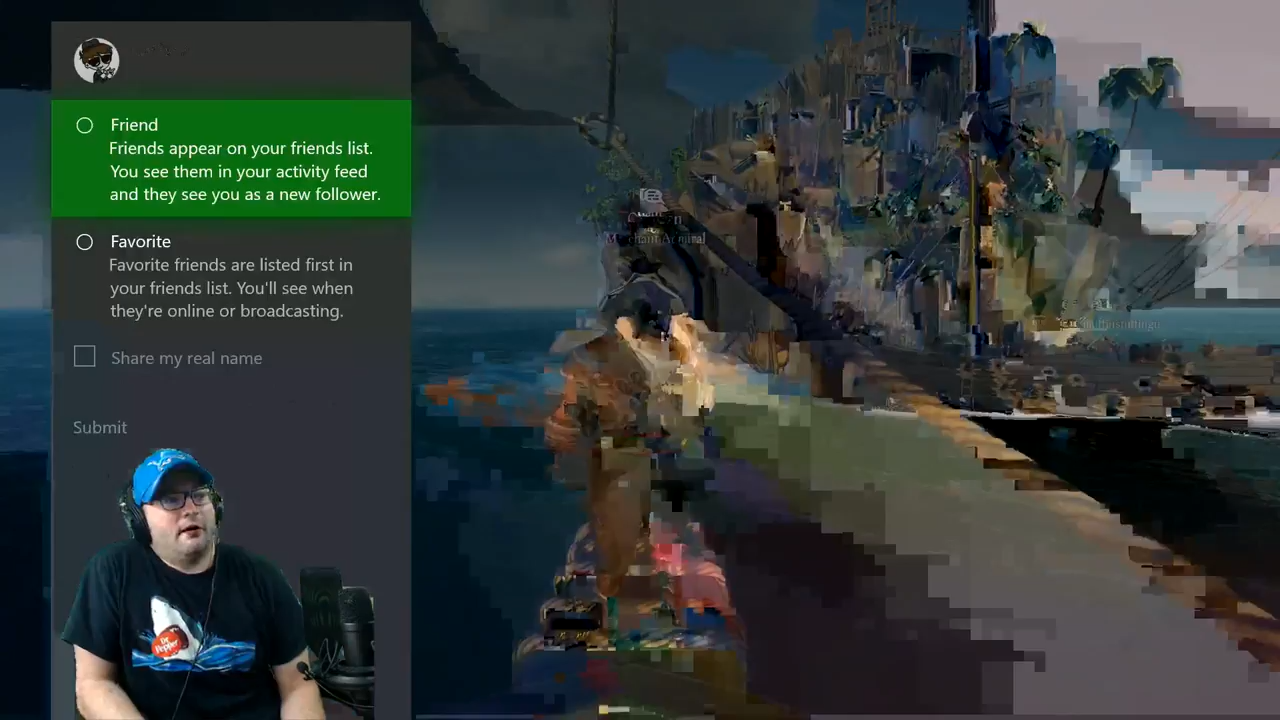 Friend
Friends appear on your friends list.
You see them in your activity feed
and they see you as a new follower.
Favorite
Favorite friends are listed first in
your friends list. You'll see when
they're online or broadcasting.
Share my real name
Submit
Dr
Pepper